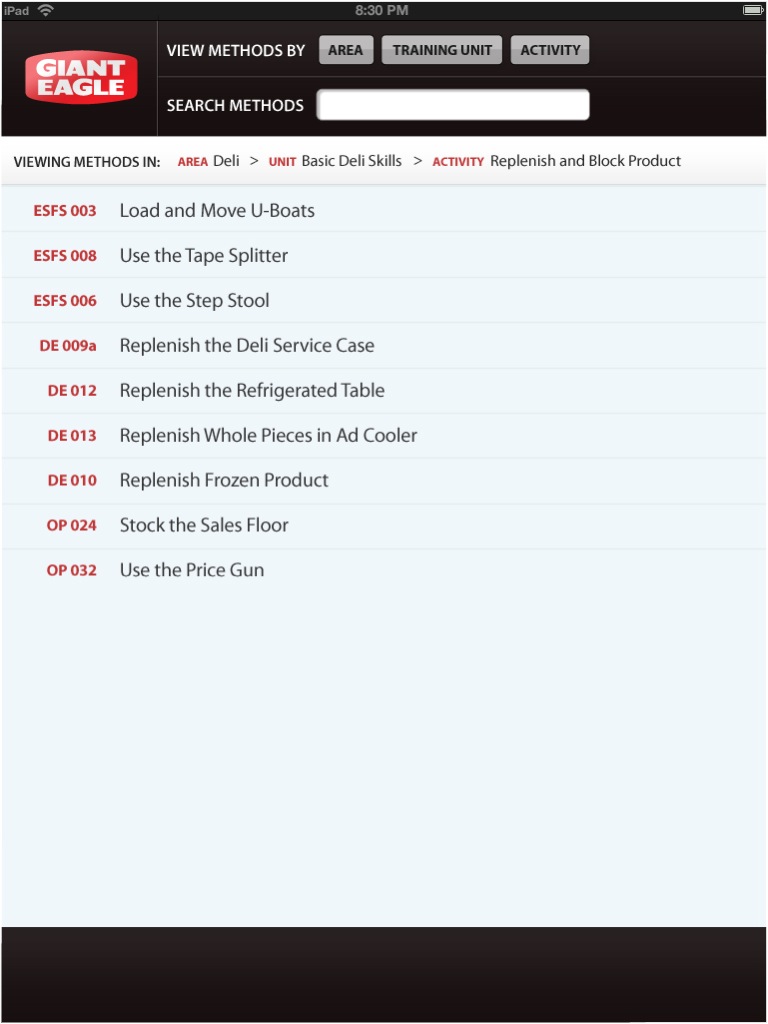 iPad 8:30 PM
GIANT
EAGLE
VIEW METHODS BY AREA TRAINING UNIT ACTIVITY
SEARCH METHODS
VIEWING METHODS IN: AREA Deli > UNIT Basic Deli Skills > ACTIVITY Replenish and Block Product
ESFS 003 Load and Move U-Boats
ESFS 008 Use the Tape Splitter
ESFS 006 Use the Step Stool
DE 009a Replenish the Deli Service Case
DE 012 Replenish the Refrigerated Table
DE 013 Replenish Whole Pieces in Ad Cooler
DE 010 Replenish Frozen Product
OP 024 Stock the Sales Floor
OP 032 Use the Price Gun